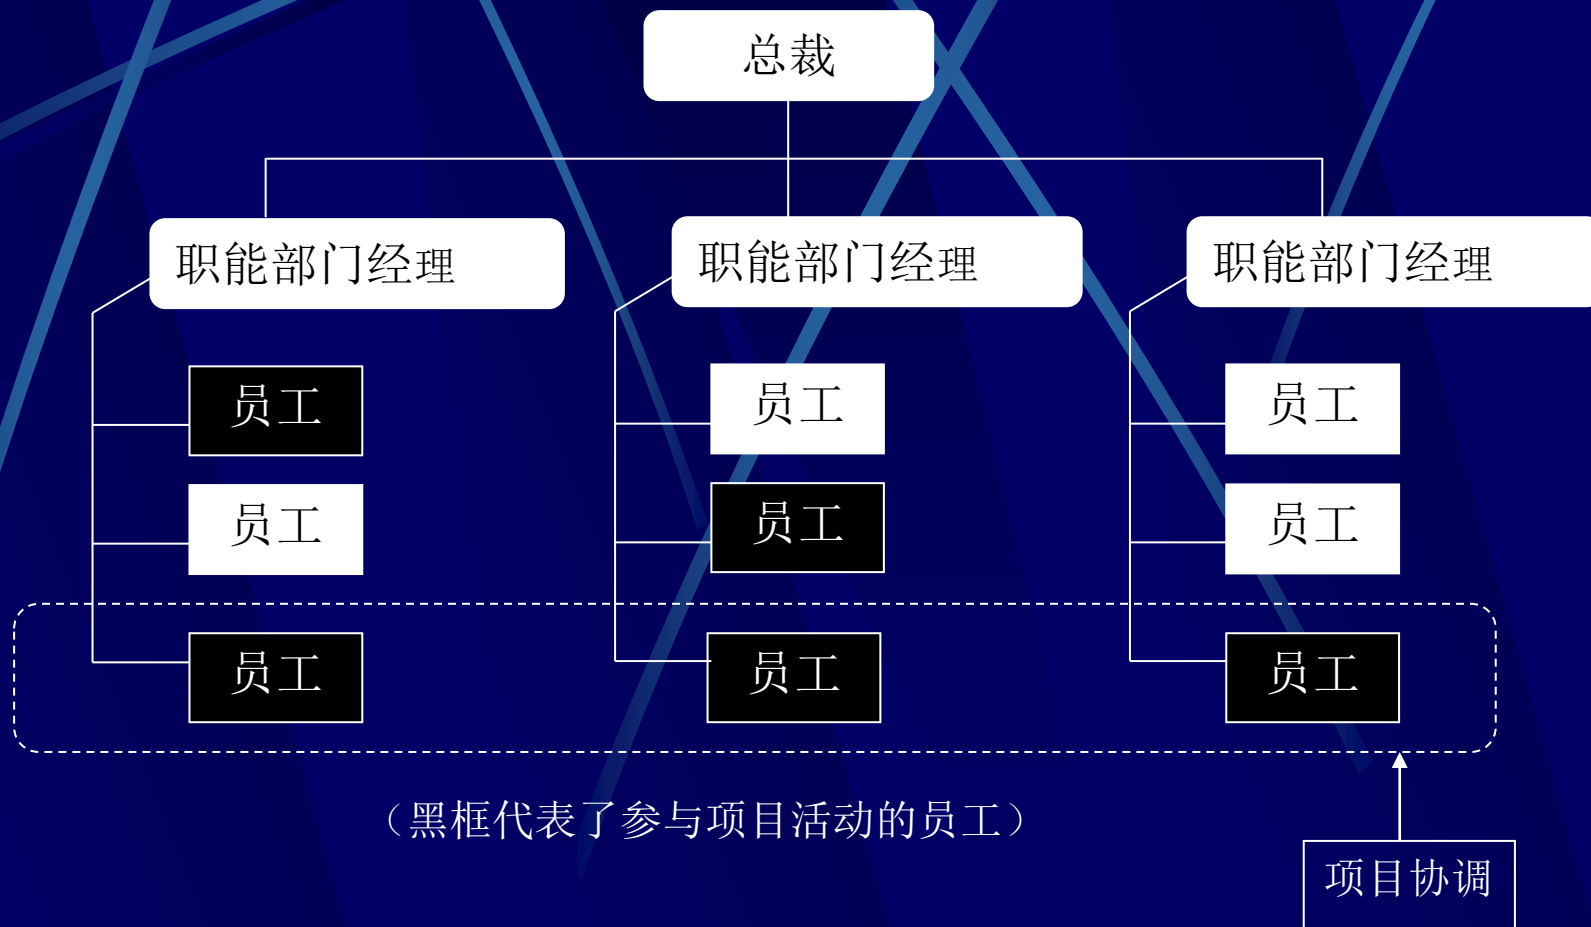 总裁
职能部门经理
职能部门经理
职能部门经理
员工
员工
员工
员工
员工
员工
员工
员工
员工
（黑框代表了参与项目活动的员工）
项目协调